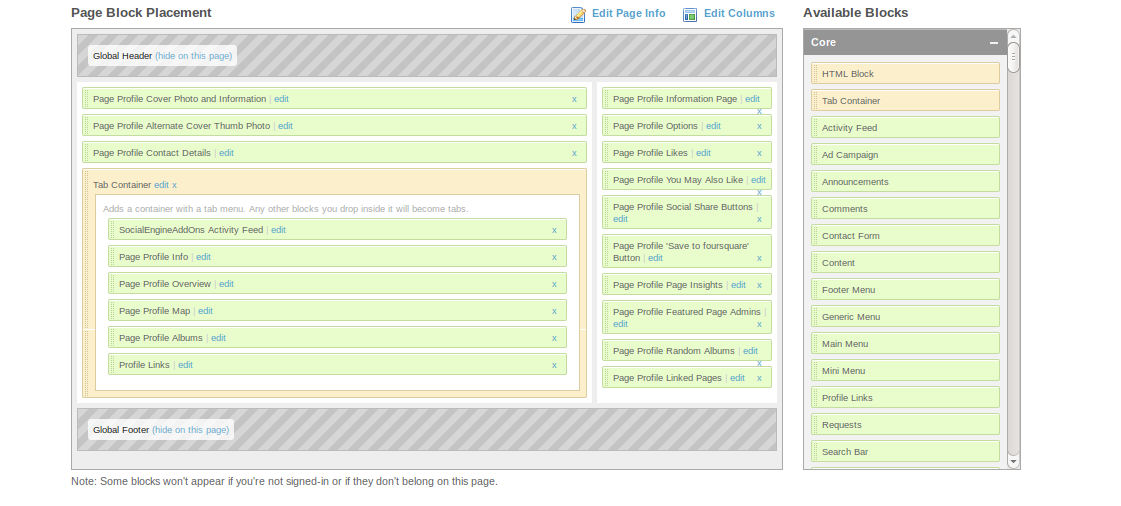 Page Block Placement
Edit Page Info
Edit Columns
Global Header (hide on this page)
Page Profile Cover Photo and Information | edit x
Page Profile Alternate Cover Thumb Photo | edit x
Page Profile Contact Details | edit x
Tab Container edit x
Adds a container with a tab menu. Any other blocks you drop inside it will become tabs.
SocialEngineAddOns Activity Feed | edit x
Page Profile Info | edit x
Page Profile Overview | edit x
Page Profile Map | edit x
Page Profile Albums | edit x
Profile Links | edit x
Page Profile Information Page | edit
x
Page Profile Options | edit x
Page Profile Likes | edit x
Page Profile You May Also Like | edit
x
Page Profile Social Share Buttons |
edit x
Page Profile 'Save to foursquare'
Button | edit x
Page Profile Page Insights | edit x
Page Profile Featured Page Admins |
edit x
Page Profile Random Albums | edit
x
Page Profile Linked Pages | edit x
Global Footer (hide on this page)
Note: Some blocks won't appear if you're not signed-in or if they don't belong on this page.
Available Blocks
Core
HTML Block
Tab Container
Activity Feed
Ad Campaign
Announcements
Comments
Contact Form
Content
Footer Menu
Generic Menu
Main Menu
Mini Menu
Profile Links
Requests
Search Bar